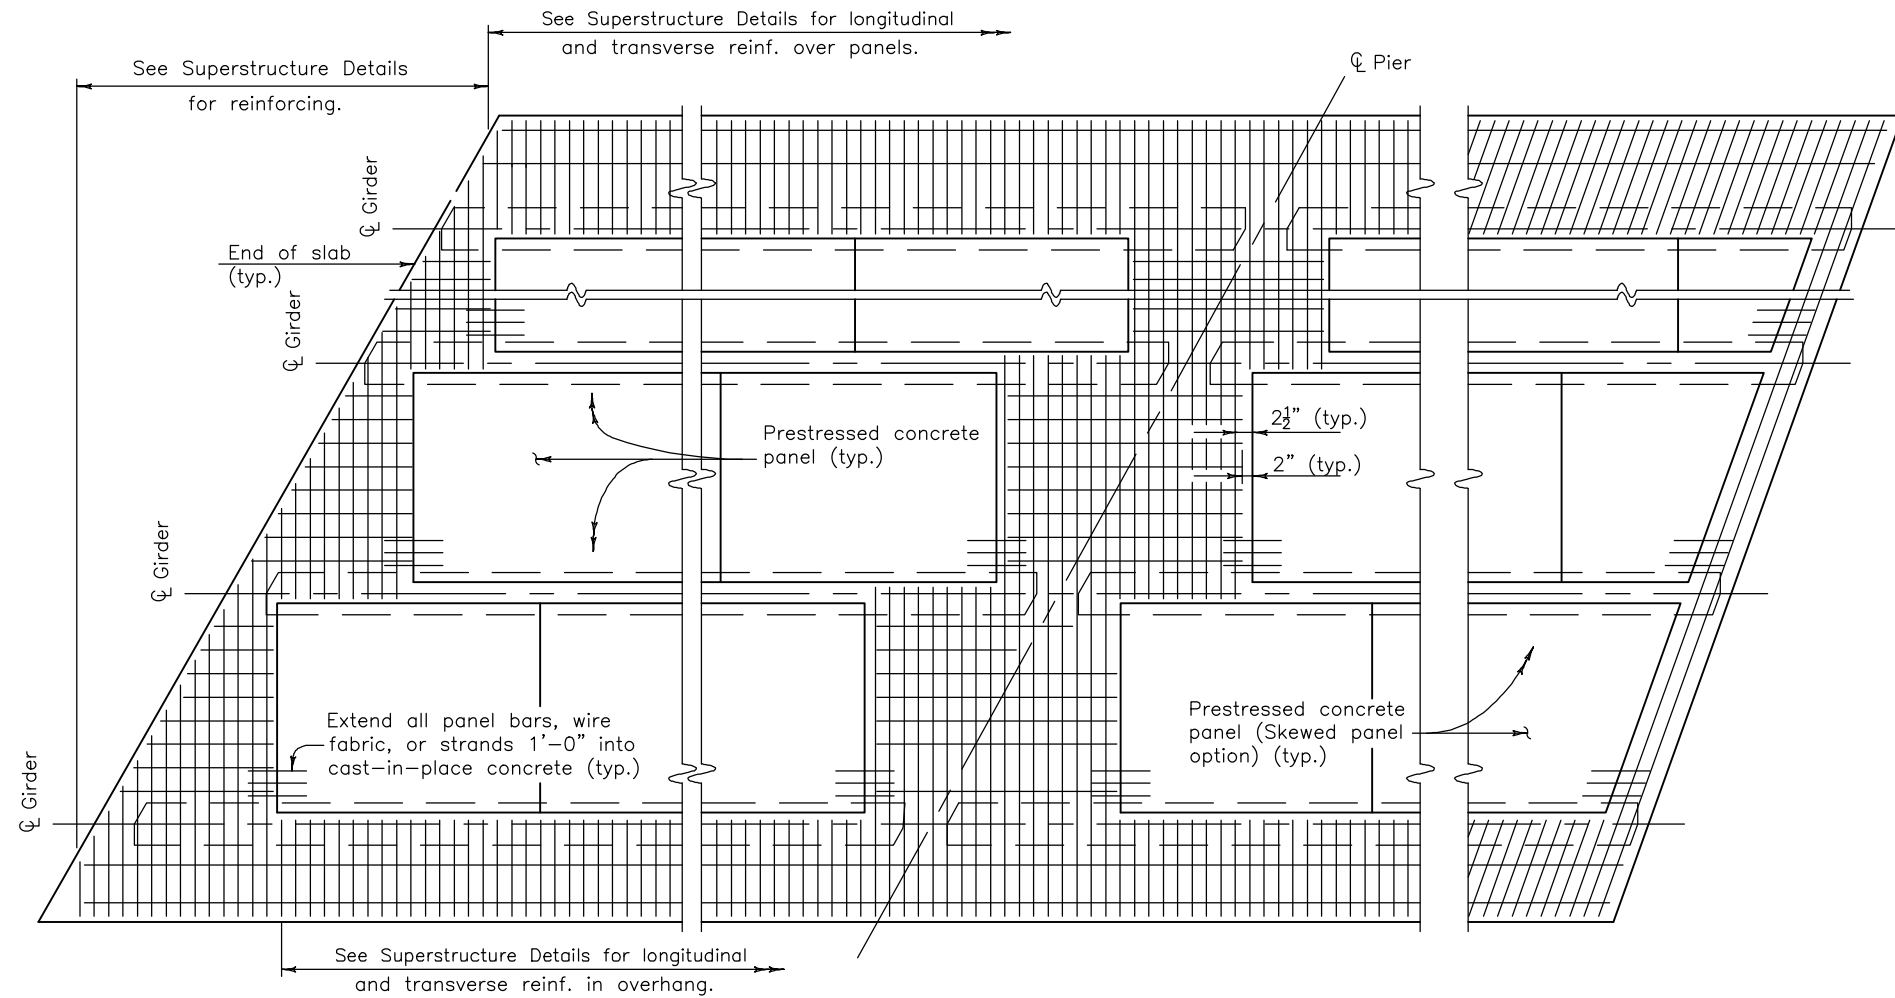 See Superstructure Details for longitudinal
and transverse reinf. over panels.
See Superstructure Details
for reinforcing.
℄ Pier
℄ Girder
End of slab
(typ.)
℄ Girder
2½" (typ.)
Prestressed concrete
panel (typ.)
2" (typ.)
℄ Girder
Prestressed concrete
panel (Skewed panel
option) (typ.)
Extend all panel bars, wire
fabric, or strands 1'-0" into
cast-in-place concrete (typ.)
℄ Girder
See Superstructure Details for longitudinal
and transverse reinf. in overhang.